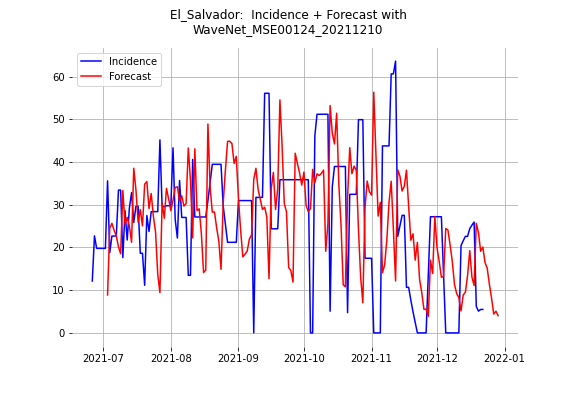 El_Salvador:  Incidence + Forecast with
WaveNet_MSE00124_20211210
Incidence
Forecast
60
50
40
30
20
10
0
2021-07 2021-08 2021-09 2021-10 2021-11 2021-12 2022-01